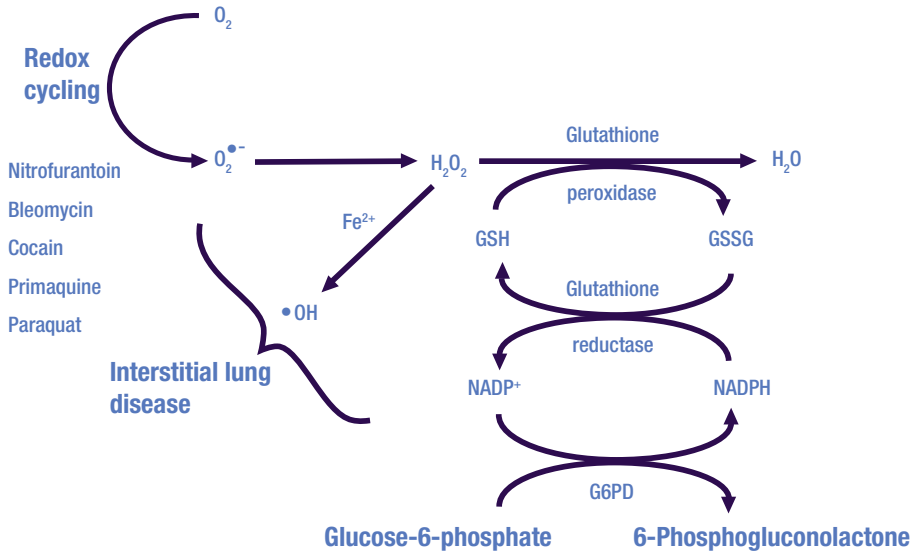 O₂
Redox
cycling
O₂•−
H₂O₂
Glutathione
peroxidase
H₂O
Nitrofurantoin
Bleomycin
Cocain
Primaquine
Paraquat
Fe²⁺
GSH
GSSG
•OH
Glutathione
reductase
Interstitial lung
disease
NADP⁺
NADPH
G6PD
Glucose-6-phosphate
6-Phosphogluconolactone